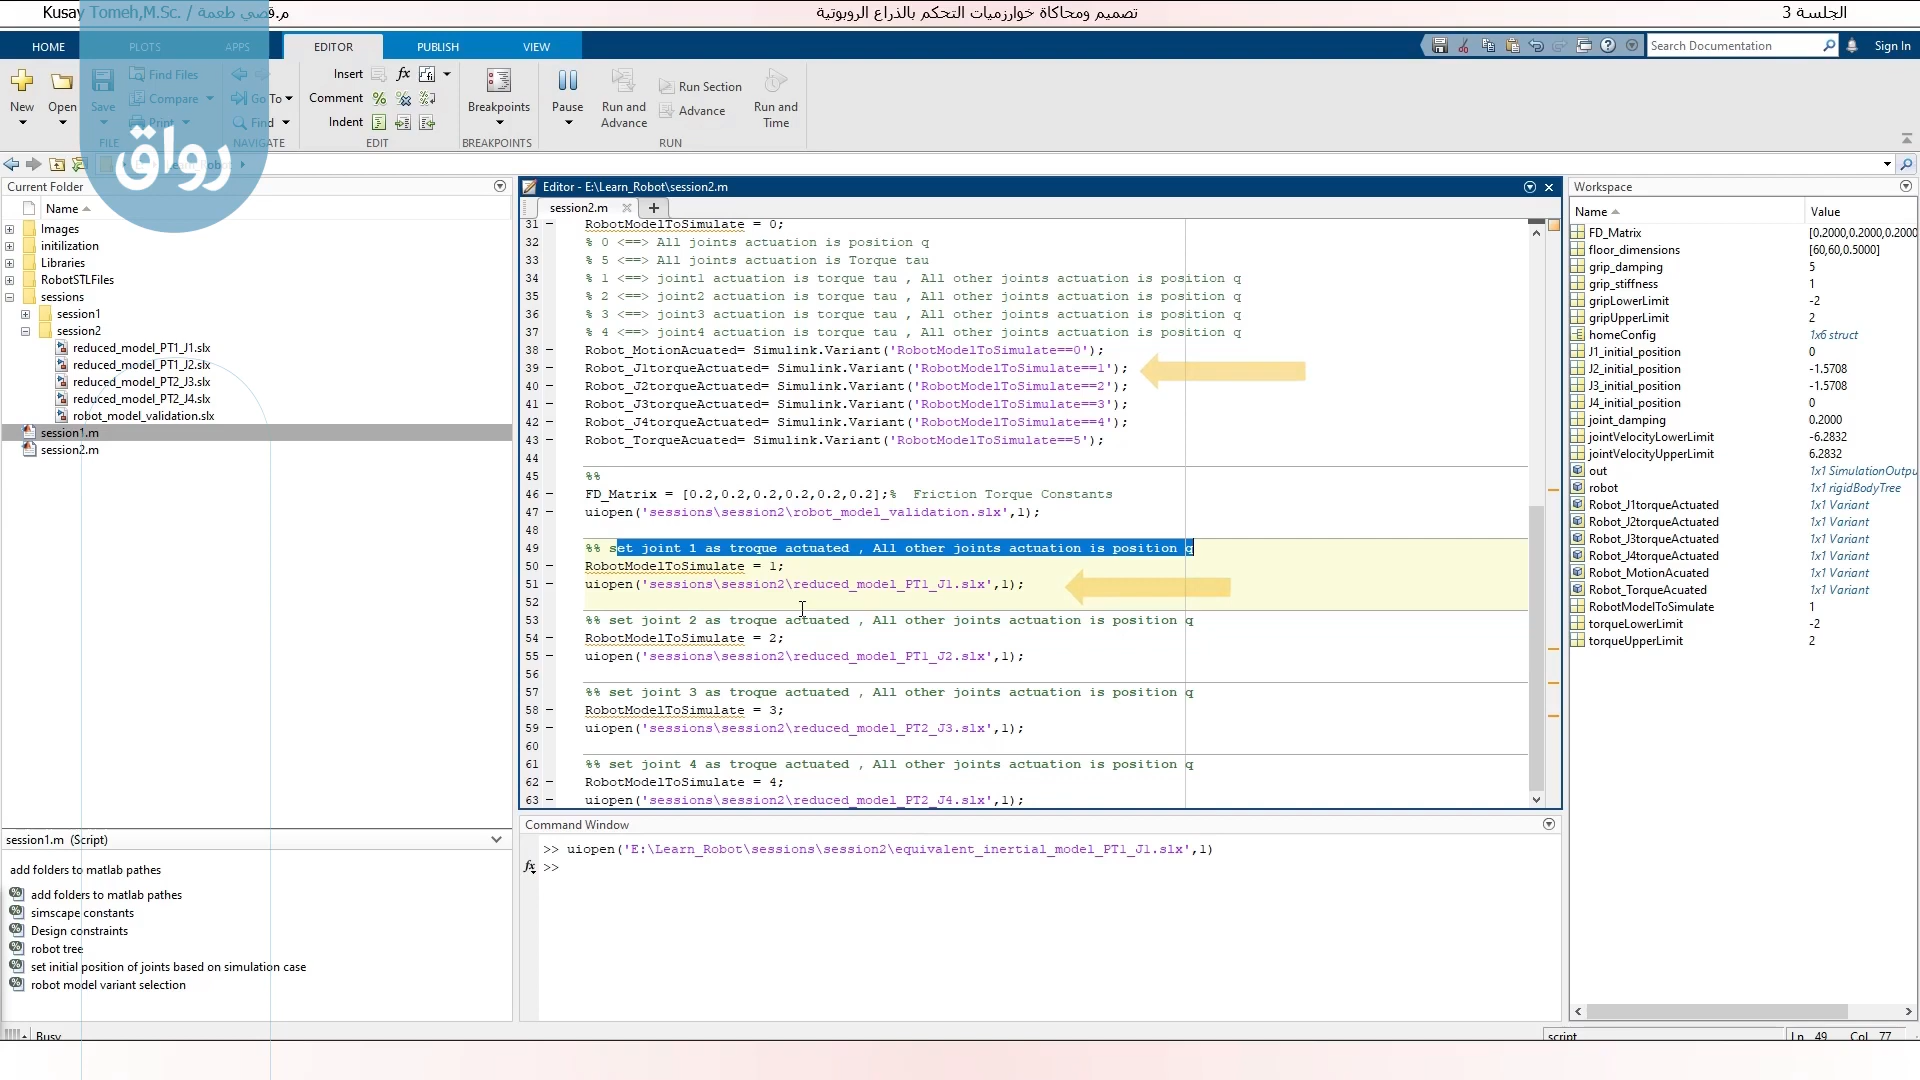 Kusay Tomeh,M.Sc. / م.قصي طعمة
تصميم ومحاكاة خوارزميات التحكم بالذراع الروبوتية
الجلسة 3
HOME PLOTS APPS EDITOR PUBLISH VIEW
Search Documentation
Sign In
New Open Save
Find Files
Compare
Print
Go To
Find
Insert
Comment
Indent
Breakpoints
Pause
Run and
Advance
Run Section
Advance
Run and
Time
FILE NAVIGATE EDIT BREAKPOINTS RUN
رواق
Current Folder
Name
Images
initilization
Libraries
RobotSTLFiles
sessions
session1
session2
reduced_model_PT1_J1.slx
reduced_model_PT1_J2.slx
reduced_model_PT2_J3.slx
reduced_model_PT2_J4.slx
robot_model_validation.slx
session1.m
session2.m
session1.m (Script)
add folders to matlab pathes
add folders to matlab pathes
simscape constants
Design constraints
robot tree
set initial position of joints based on simulation case
robot model variant selection
Busy
Editor - E:\Learn_Robot\session2.m
session2.m
31 RobotModelToSimulate = 0;
32 % 0 <==> All joints actuation is position q
33 % 5 <==> All joints actuation is Torque tau
34 % 1 <==> joint1 actuation is torque tau , All other joints actuation is position q
35 % 2 <==> joint2 actuation is torque tau , All other joints actuation is position q
36 % 3 <==> joint3 actuation is torque tau , All other joints actuation is position q
37 % 4 <==> joint4 actuation is torque tau , All other joints actuation is position q
38 Robot_MotionAcuated= Simulink.Variant('RobotModelToSimulate==0');
39 Robot_J1torqueActuated= Simulink.Variant('RobotModelToSimulate==1');
40 Robot_J2torqueActuated= Simulink.Variant('RobotModelToSimulate==2');
41 Robot_J3torqueActuated= Simulink.Variant('RobotModelToSimulate==3');
42 Robot_J4torqueActuated= Simulink.Variant('RobotModelToSimulate==4');
43 Robot_TorqueAcuated= Simulink.Variant('RobotModelToSimulate==5');
44
45 %%
46 FD_Matrix = [0.2,0.2,0.2,0.2,0.2,0.2];% Friction Torque Constants
47 uiopen('sessions\session2\robot_model_validation.slx',1);
48
49 %% set joint 1 as troque actuated , All other joints actuation is position q
50 RobotModelToSimulate = 1;
51 uiopen('sessions\session2\reduced_model_PT1_J1.slx',1);
52
53 %% set joint 2 as troque actuated , All other joints actuation is position q
54 RobotModelToSimulate = 2;
55 uiopen('sessions\session2\reduced_model_PT1_J2.slx',1);
56
57 %% set joint 3 as troque actuated , All other joints actuation is position q
58 RobotModelToSimulate = 3;
59 uiopen('sessions\session2\reduced_model_PT2_J3.slx',1);
60
61 %% set joint 4 as troque actuated , All other joints actuation is position q
62 RobotModelToSimulate = 4;
63 uiopen('sessions\session2\reduced_model_PT2_J4.slx',1);
Command Window
>> uiopen('E:\Learn_Robot\sessions\session2\equivalent_inertial_model_PT1_J1.slx',1)
fx >>
Workspace
Name Value
FD_Matrix [0.2000,0.2000,0.2000
floor_dimensions [60,60,0.5000]
grip_damping 5
grip_stiffness 1
gripLowerLimit -2
gripUpperLimit 2
homeConfig 1x6 struct
J1_initial_position 0
J2_initial_position -1.5708
J3_initial_position -1.5708
J4_initial_position 0
joint_damping 0.2000
jointVelocityLowerLimit -6.2832
jointVelocityUpperLimit 6.2832
out 1x1 SimulationOutpu
robot 1x1 rigidBodyTree
Robot_J1torqueActuated 1x1 Variant
Robot_J2torqueActuated 1x1 Variant
Robot_J3torqueActuated 1x1 Variant
Robot_J4torqueActuated 1x1 Variant
Robot_MotionAcuated 1x1 Variant
Robot_TorqueAcuated 1x1 Variant
RobotModelToSimulate 1
torqueLowerLimit -2
torqueUpperLimit 2
script Ln 49 Col 77